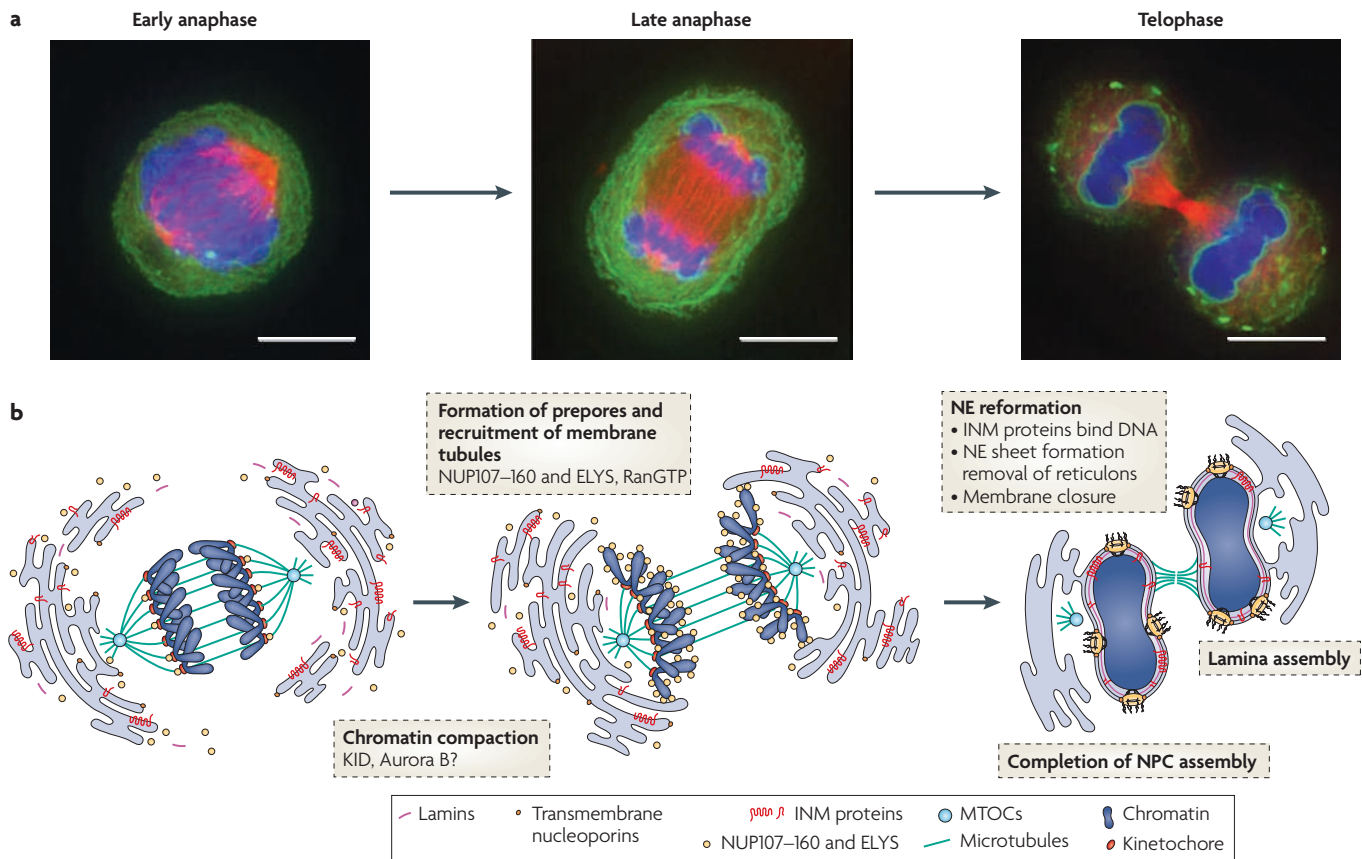 a
Early anaphase
Late anaphase
Telophase
b
Formation of prepores and
recruitment of membrane
tubules
NUP107–160 and ELYS, RanGTP
NE reformation
• INM proteins bind DNA
• NE sheet formation
removal of reticulons
• Membrane closure
Chromatin compaction
KID, Aurora B?
Lamina assembly
Completion of NPC assembly
Lamins
Transmembrane
nucleoporins
INM proteins
NUP107–160 and ELYS
MTOCs
Microtubules
Chromatin
Kinetochore